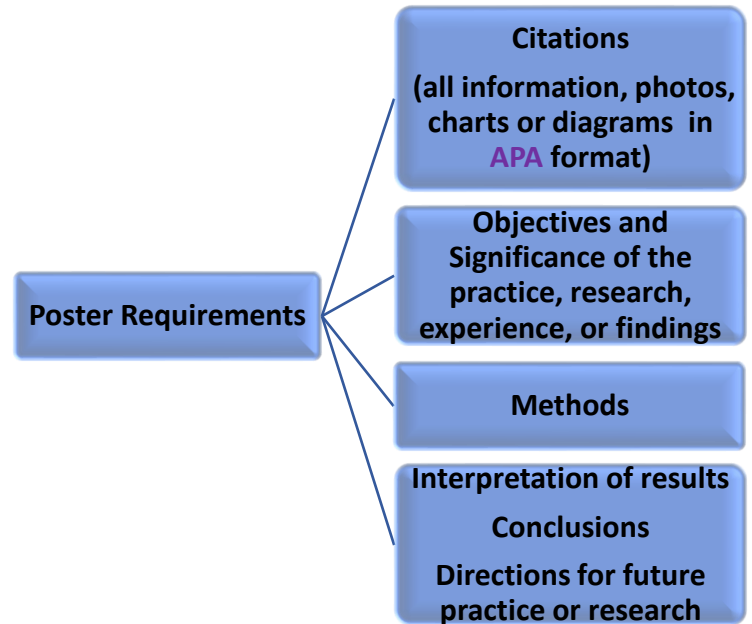 Poster Requirements
Citations
(all information, photos,
charts or diagrams in
APA format)
Objectives and
Significance of the
practice, research,
experience, or findings
Methods
Interpretation of results
Conclusions
Directions for future
practice or research